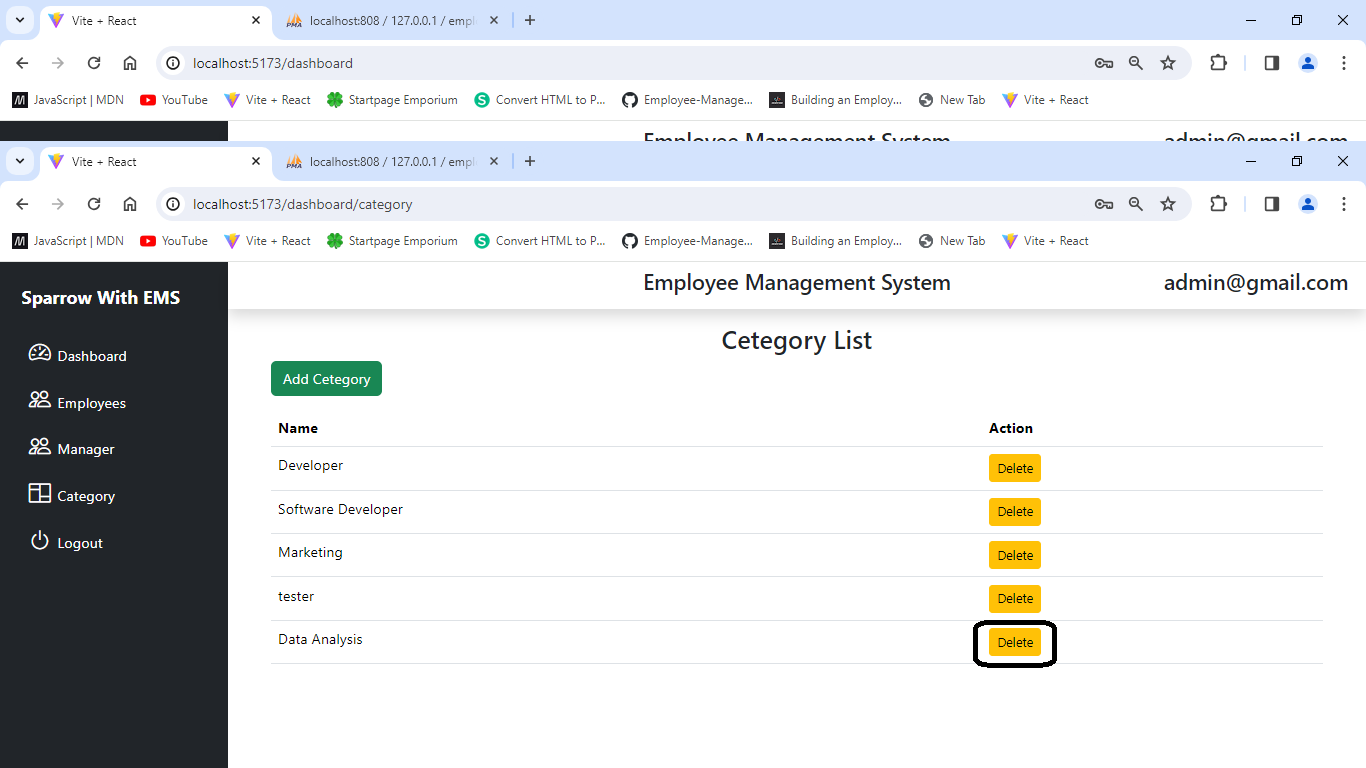 Vite + React
localhost:808 / 127.0.0.1 / empl
localhost:5173/dashboard
JavaScript | MDN YouTube Vite + React Startpage Emporium Convert HTML to P... Employee-Manage... Building an Employ... New Tab Vite + React
Employee Management System admin@gmail.com
Vite + React
localhost:808 / 127.0.0.1 / empl
localhost:5173/dashboard/category
JavaScript | MDN YouTube Vite + React Startpage Emporium Convert HTML to P... Employee-Manage... Building an Employ... New Tab Vite + React
Sparrow With EMS
Dashboard
Employees
Manager
Category
Logout
Employee Management System admin@gmail.com
Cetegory List
Add Cetegory
Name Action
Developer Delete
Software Developer Delete
Marketing Delete
tester Delete
Data Analysis Delete